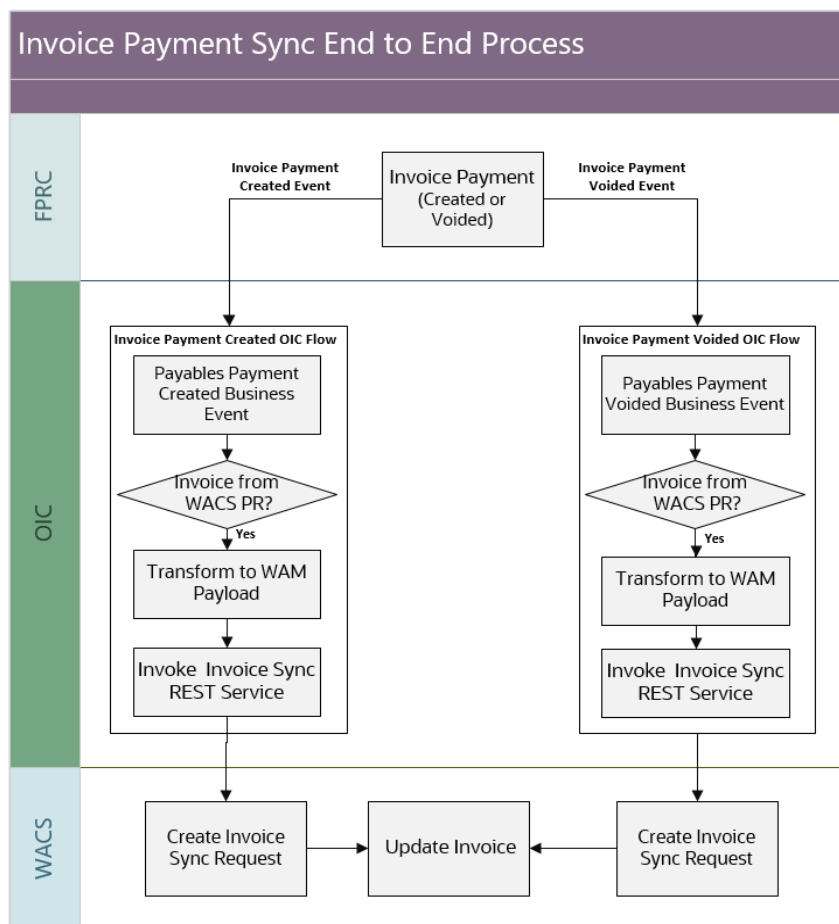 Invoice Payment Sync End to End Process
FPRC
Invoice Payment
Created Event
Invoice Payment
(Created or
Voided)
Invoice Payment
Voided Event
OIC
Invoice Payment Created OIC Flow
Payables Payment
Created Business
Event
Invoice from
WACS PR?
Yes
Transform to WAM
Payload
Invoke Invoice Sync
REST Service
Invoice Payment Voided OIC Flow
Payables Payment
Voided Business Event
Invoice from
WACS PR?
Yes
Transform to WAM
Payload
Invoke Invoice Sync
REST Service
WACS
Create Invoice
Sync Request
Update Invoice
Create Invoice
Sync Request